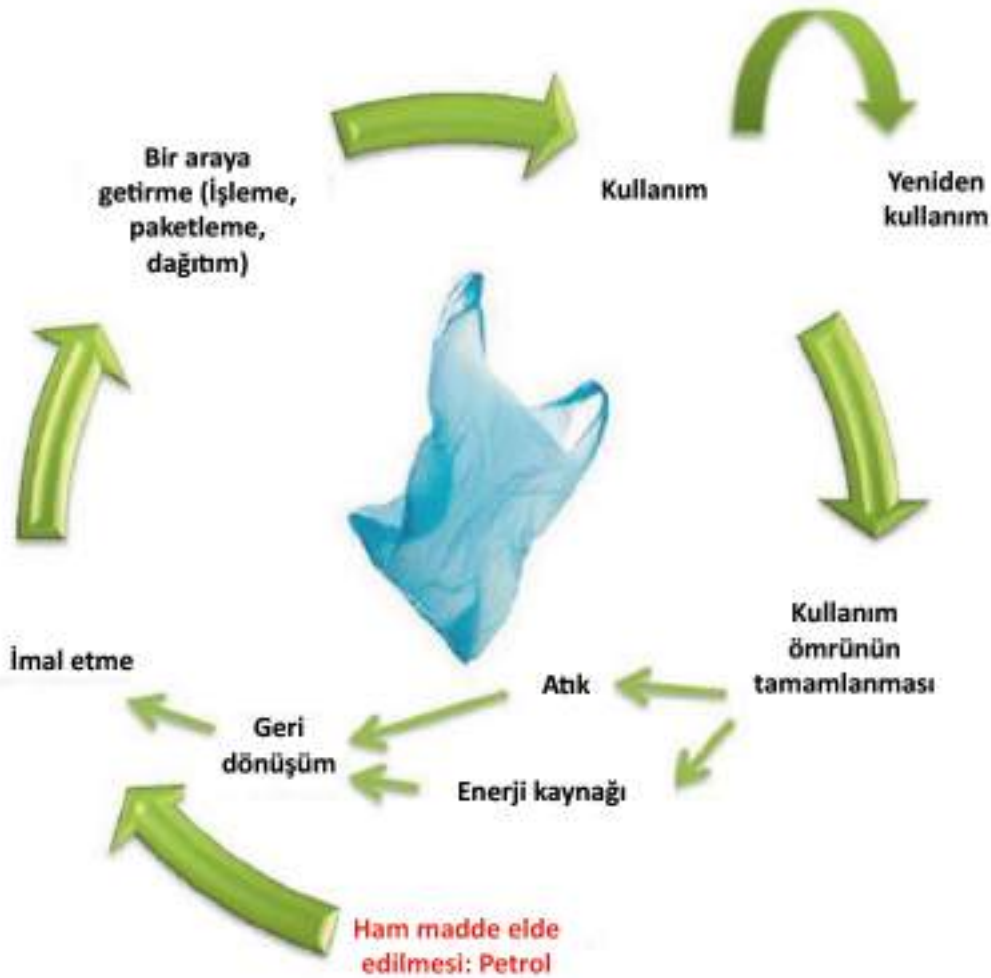 Bir araya
getirme (İşleme,
paketleme,
dağıtım)
Kullanım
Yeniden
kullanım
Kullanım
ömrünün
tamamlanması
Atık
Enerji kaynağı
Geri
dönüşüm
İmal etme
Ham madde elde
edilmesi: Petrol